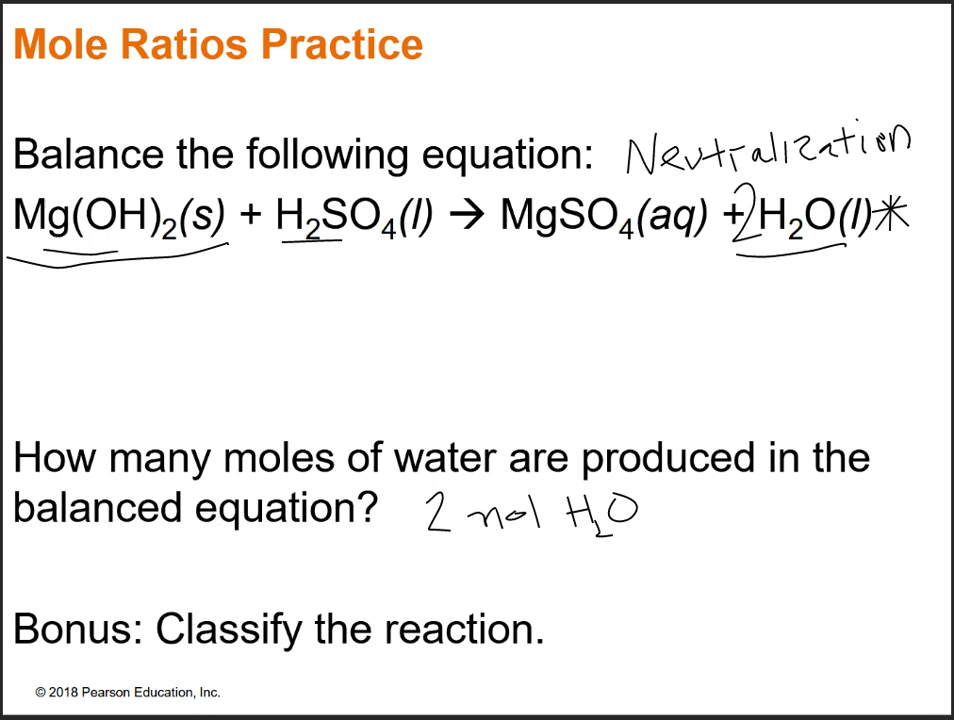 Mole Ratios Practice
Balance the following equation: Neutralization
Mg(OH)₂(s) + H₂SO₄(l) → MgSO₄(aq) + 2H₂O(l)*
How many moles of water are produced in the
balanced equation? 2 mol H₂O
Bonus: Classify the reaction.
© 2018 Pearson Education, Inc.